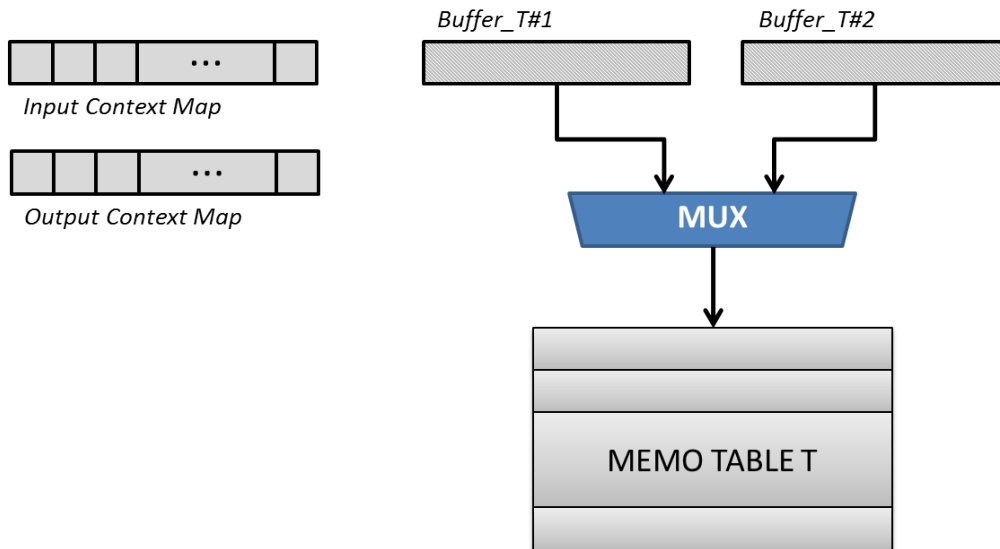 Buffer_T#1
Buffer_T#2
...
Input Context Map
...
Output Context Map
MUX
MEMO TABLE T